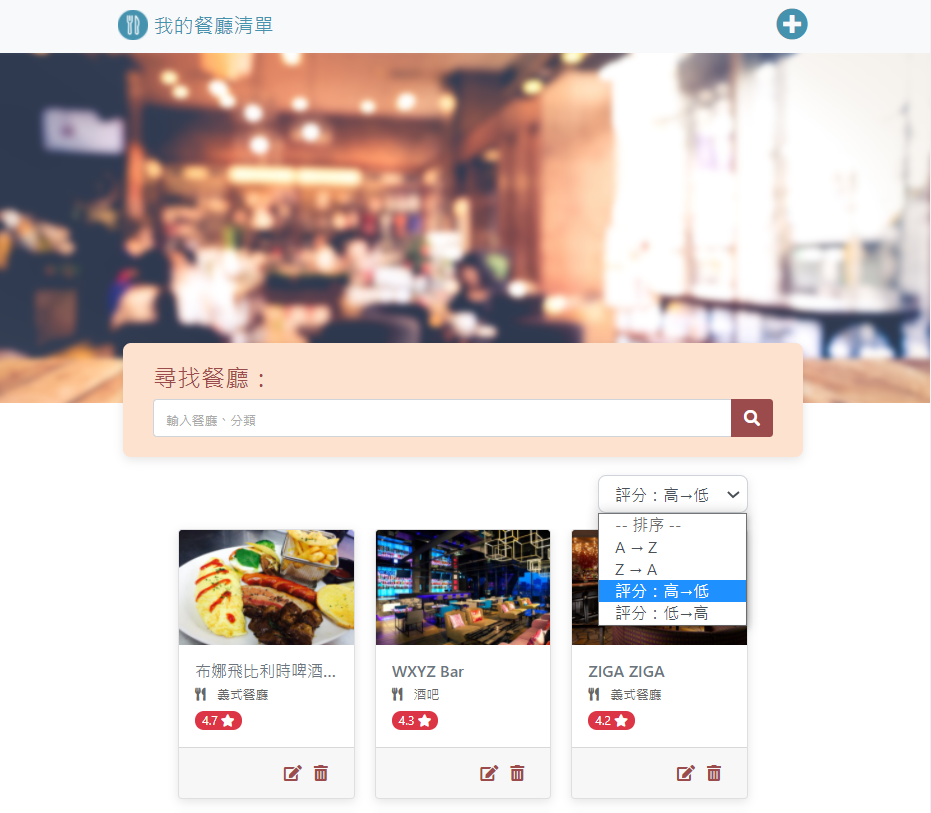 我的餐廳清單
尋找餐廳：
輸入餐廳、分類
評分：高→低
-- 排序 --
A → Z
Z → A
評分：高→低
評分：低→高
布娜飛比利時啤酒...
義式餐廳
4.7
WXYZ Bar
酒吧
4.3
ZIGA ZIGA
義式餐廳
4.2